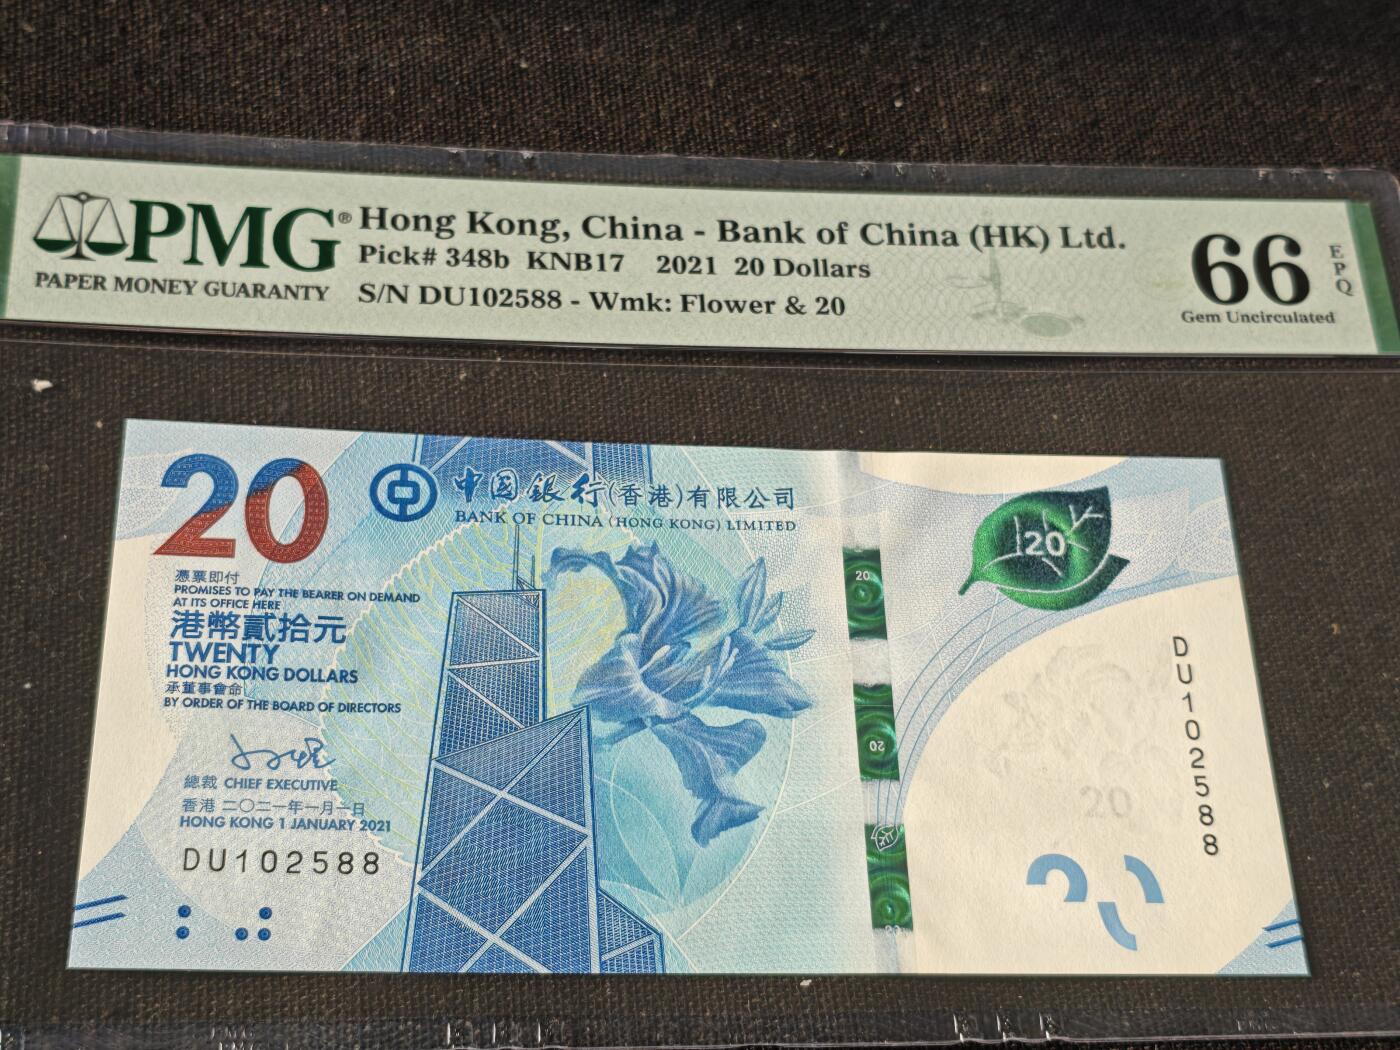 PMG®
PAPER MONEY GUARANTY
Hong Kong, China - Bank of China (HK) Ltd.
Pick# 348b KNB17 2021 20 Dollars
S/N DU102588 - Wmk: Flower & 20
66
EPQ
Gem Uncirculated
20
中国银行(香港)有限公司
BANK OF CHINA (HONG KONG) LIMITED
憑票即付
PROMISES TO PAY THE BEARER ON DEMAND
AT ITS OFFICE HERE
港幣貳拾元
TWENTY
HONG KONG DOLLARS
承董事會命
BY ORDER OF THE BOARD OF DIRECTORS
總裁 CHIEF EXECUTIVE
香港 二〇二一年一月一日
HONG KONG 1 JANUARY 2021
DU102588
20
20
20
20
DU102588
20
20